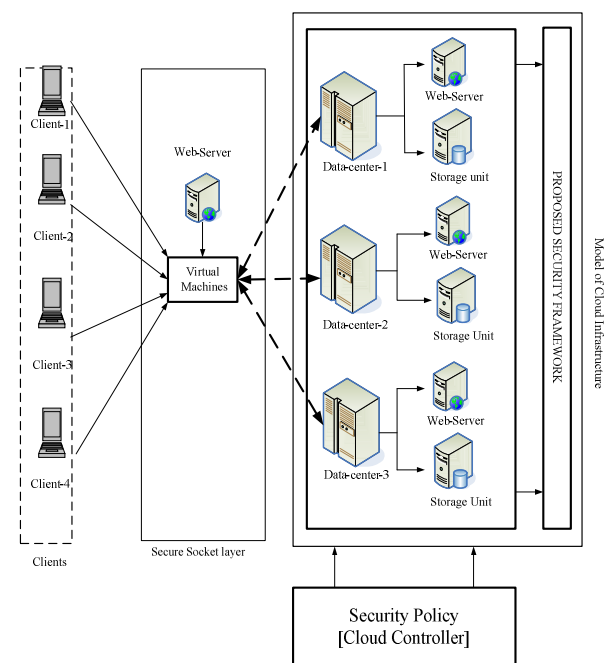 Client-1
Client-2
Client-3
Client-4
Clients
Web-Server
Virtual
Machines
Secure Socket layer
Data-center-1
Web-Server
Storage unit
Data-center-2
Web-Server
Storage Unit
Data-center-3
Web-Server
Storage Unit
PROPOSED SECURITY FRAMEWORK
Model of Cloud Infrastructure
Security Policy
[Cloud Controller]